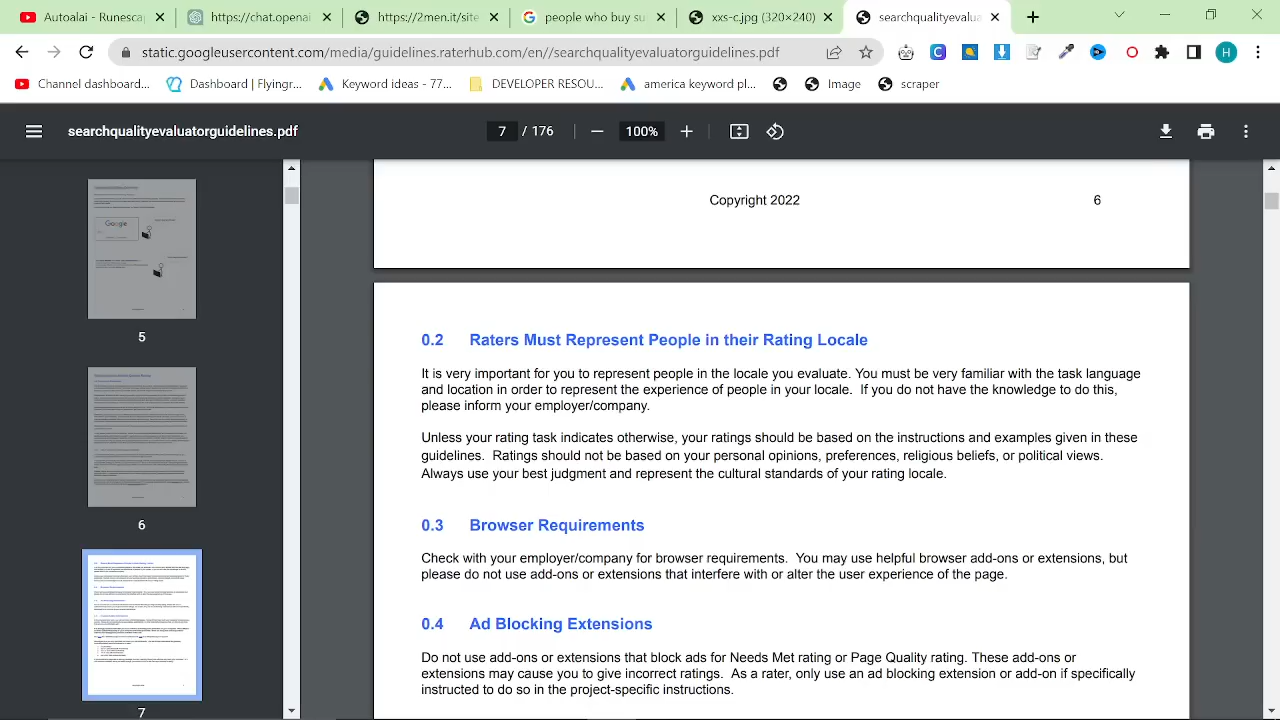 Autorlan | Russian
https://contacaixa
https://zenarmor.
people who buy su
xxss.jpg (320×240)
searchqualityevalua
static.googleusercontent.com/media/guidelines.raterhub.com/en//searchqualityevaluatorguidelines.pdf
H
Channel dashboard...
Dashboard | Flyingr...
Keyword ideas - 77...
DEVELOPER RESOU...
america keyword pl...
Image
scraper
searchqualityevaluatorguidelines.pdf
7 / 176
100%
Google
5
6
7
Copyright 2022
6
0.2 Raters Must Represent People in their Rating Locale
It is very important for you to represent people in the locale you evaluate. You must be very familiar with the task language
and location in order to represent the experience of people in your locale. If you do not have the knowledge to do this,
please inform your employer/company.
Unless your rating task indicates otherwise, your ratings should be based on the instructions and examples given in these
guidelines. Ratings should not be based on your personal opinions, preferences, religious beliefs, or political views.
Always use your best judgment and represent the cultural standards of your rating locale.
0.3 Browser Requirements
Check with your employer/company for browser requirements. You may use helpful browser add-ons or extensions, but
please do not use add-ons or extensions that interfere with or alter the user experience of the page.
0.4 Ad Blocking Extensions
Do not use add-ons or extensions that block ads for Needs Met rating or Page Quality rating. These add-ons or
extensions may cause you to give incorrect ratings. As a rater, only use an ad blocking extension or add-on if specifically
instructed to do so in the project-specific instructions.